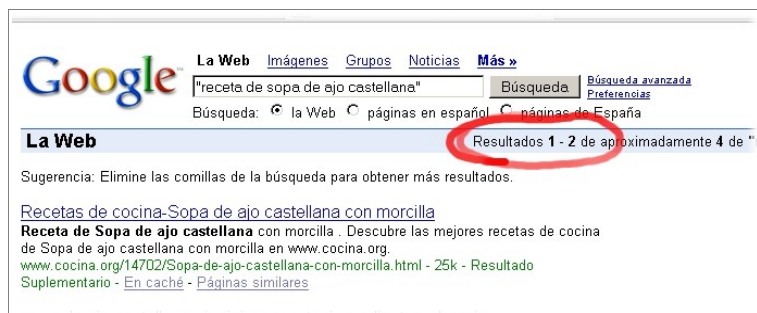 Google
La Web Imágenes Grupos Noticias Más »
"receta de sopa de ajo castellana" Búsqueda Búsqueda avanzada
Preferencias
Búsqueda: la Web páginas en español páginas de España
La Web Resultados 1 - 2 de aproximadamente 4 de "
Sugerencia: Elimine las comillas de la búsqueda para obtener más resultados.
Recetas de cocina-Sopa de ajo castellana con morcilla
Receta de Sopa de ajo castellana con morcilla . Descubre las mejores recetas de cocina
de Sopa de ajo castellana con morcilla en www.cocina.org.
www.cocina.org/14702/Sopa-de-ajo-castellana-con-morcilla.html - 25k - Resultado
Suplementario - En caché - Páginas similares